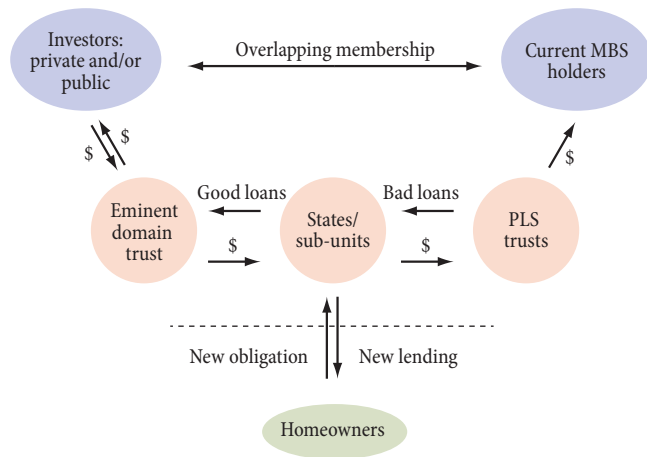 Investors:
private and/or
public
Overlapping membership
Current MBS
holders
$
$
$
Eminent
domain
trust
Good loans
$
States/
sub-units
Bad loans
$
PLS
trusts
New obligation
New lending
Homeowners